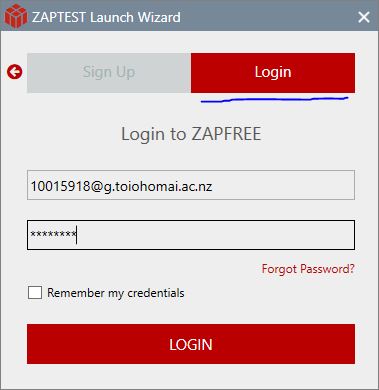 ZAPTEST Launch Wizard
Sign Up
Login
Login to ZAPFREE
10015918@g.toiohomai.ac.nz
********
Forgot Password?
Remember my credentials
LOGIN